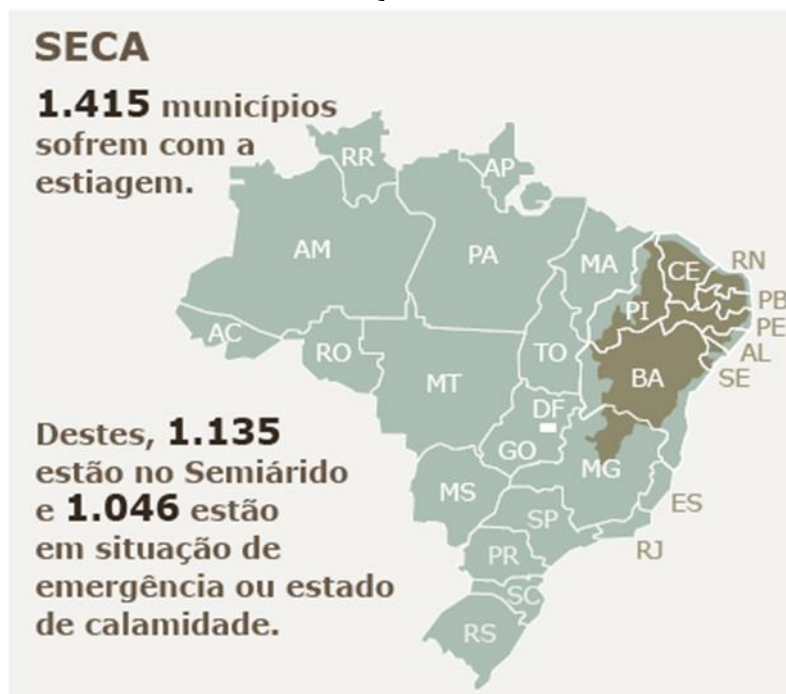 SECA
1.415 municípios
sofrem com a
estiagem.
RR
AP
AM
PA
MA
CE
RN
PI
PB
PE
AC
AL
RO
TO
BA
SE
MT
DF
GO
MG
MS
ES
SP
RJ
PR
SC
RS
Destes, 1.135
estão no Semiárido
e 1.046 estão
em situação de
emergência ou estado
de calamidade.